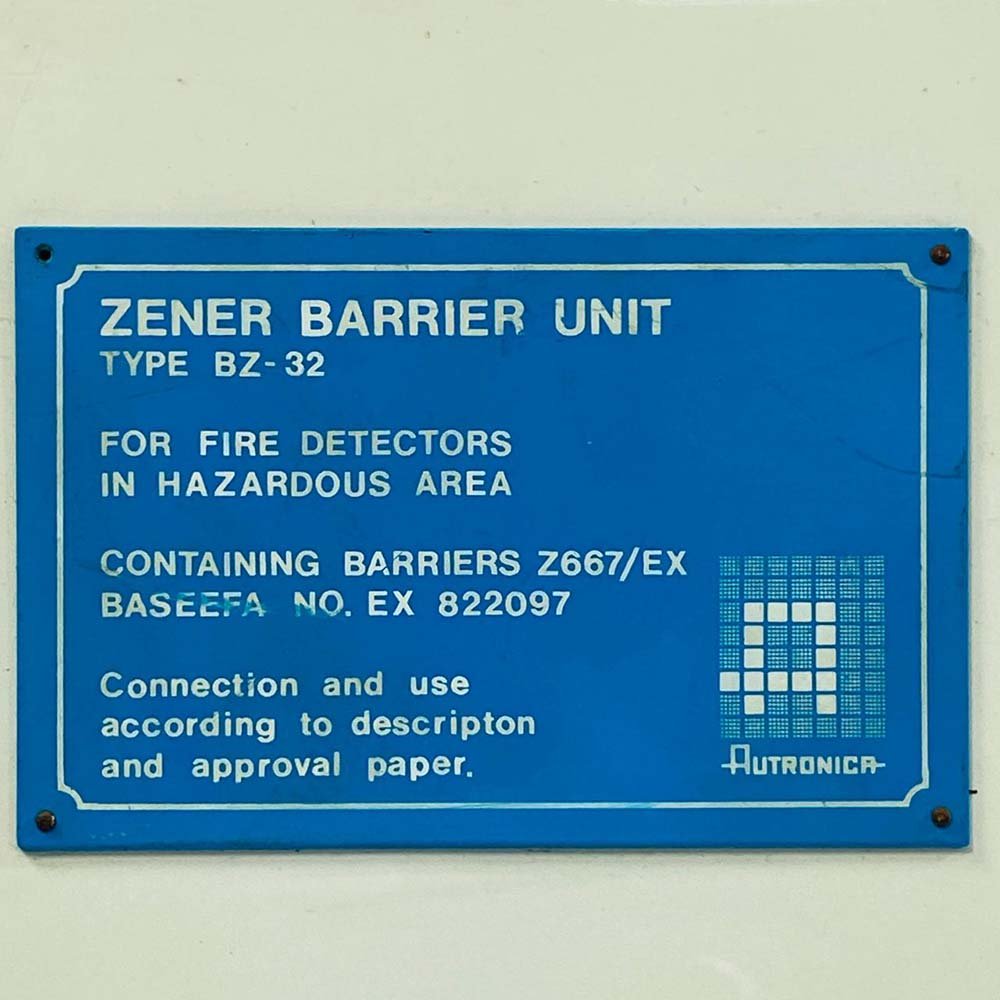 ZENER BARRIER UNIT
TYPE BZ-32
FOR FIRE DETECTORS
IN HAZARDOUS AREA
CONTAINING BARRIERS Z667/EX
BASEEFA NO. EX 822097
Connection and use
according to descripton
and approval paper.
AUTRONICA